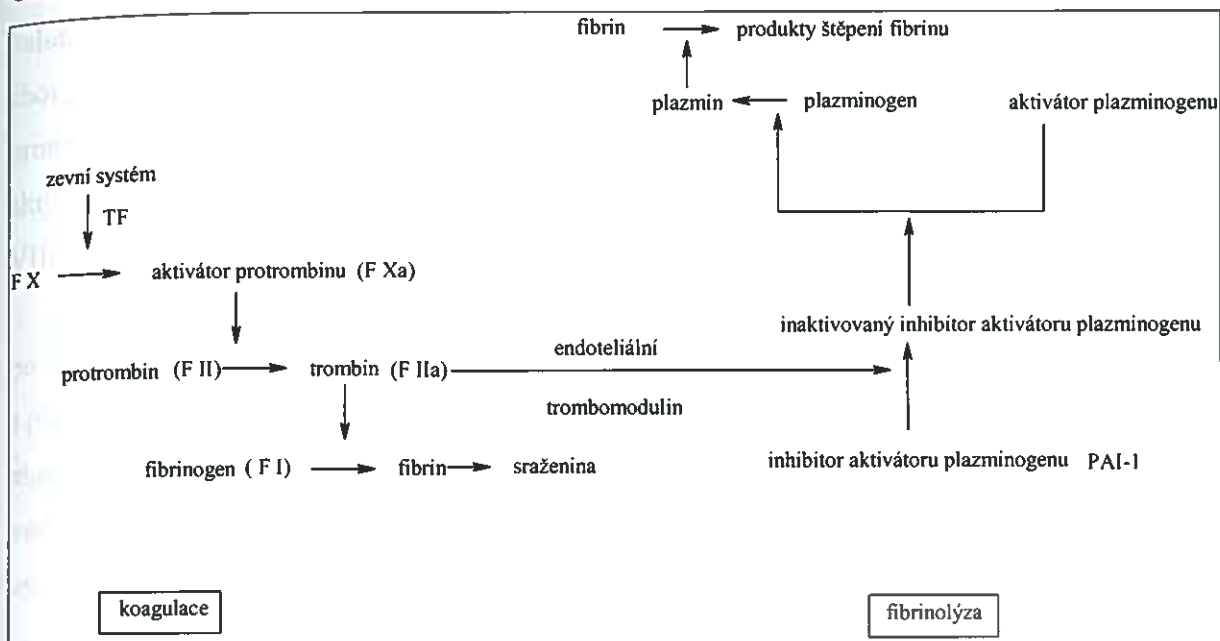 fibrin produkty štěpení fibrinu
plazmin plazminogen aktivátor plazminogenu
zevní systém
TF
F X aktivátor protrombinu (F Xa)
inaktivovaný inhibitor aktivátoru plazminogenu
endoteliální
protrombin (F II) trombin (F IIa)
trombomodulin
fibrinogen ( F I) fibrin sraženina inhibitor aktivátoru plazminogenu PAI-1
koagulace fibrinolýza